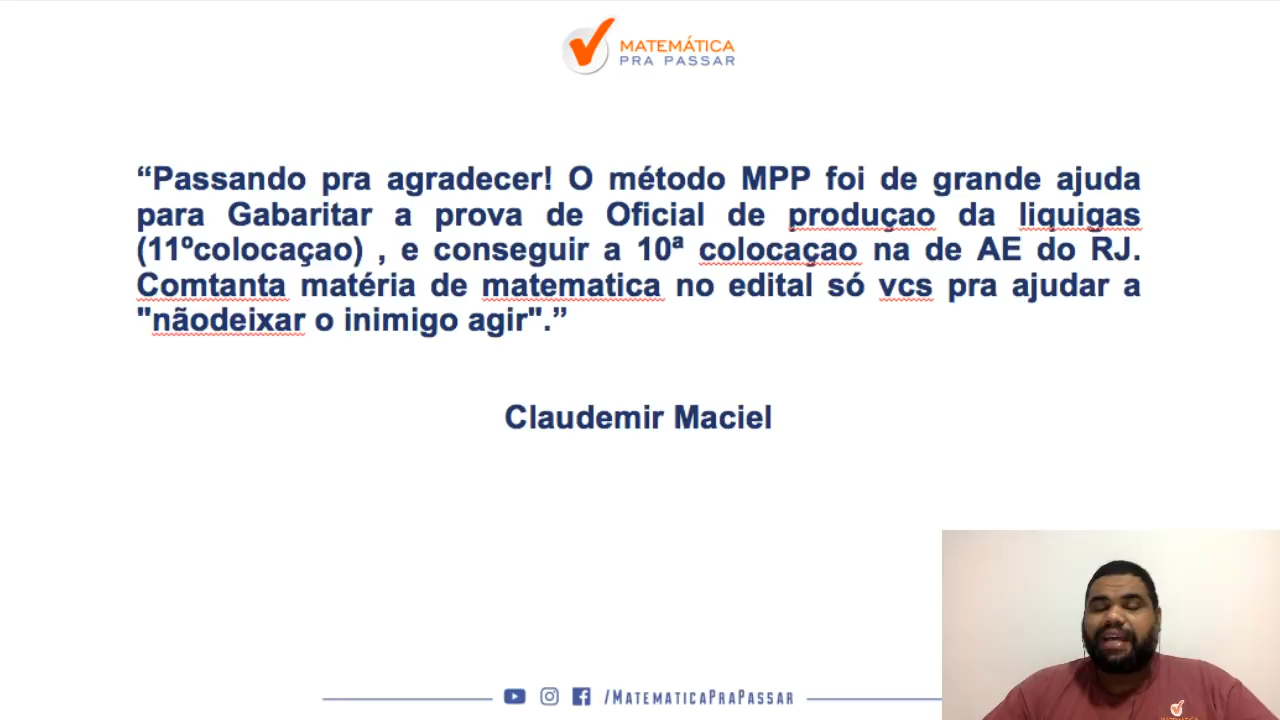 MATEMÁTICA
PRA PASSAR
“Passando pra agradecer! O método MPP foi de grande ajuda
para Gabaritar a prova de Oficial de produçao da liquigas
(11ºcolocaçao) , e conseguir a 10ª colocaçao na de AE do RJ.
Comtanta matéria de matematica no edital só vcs pra ajudar a
"nãodeixar o inimigo agir".”
Claudemir Maciel
/MATEMATICAPRAPASSAR